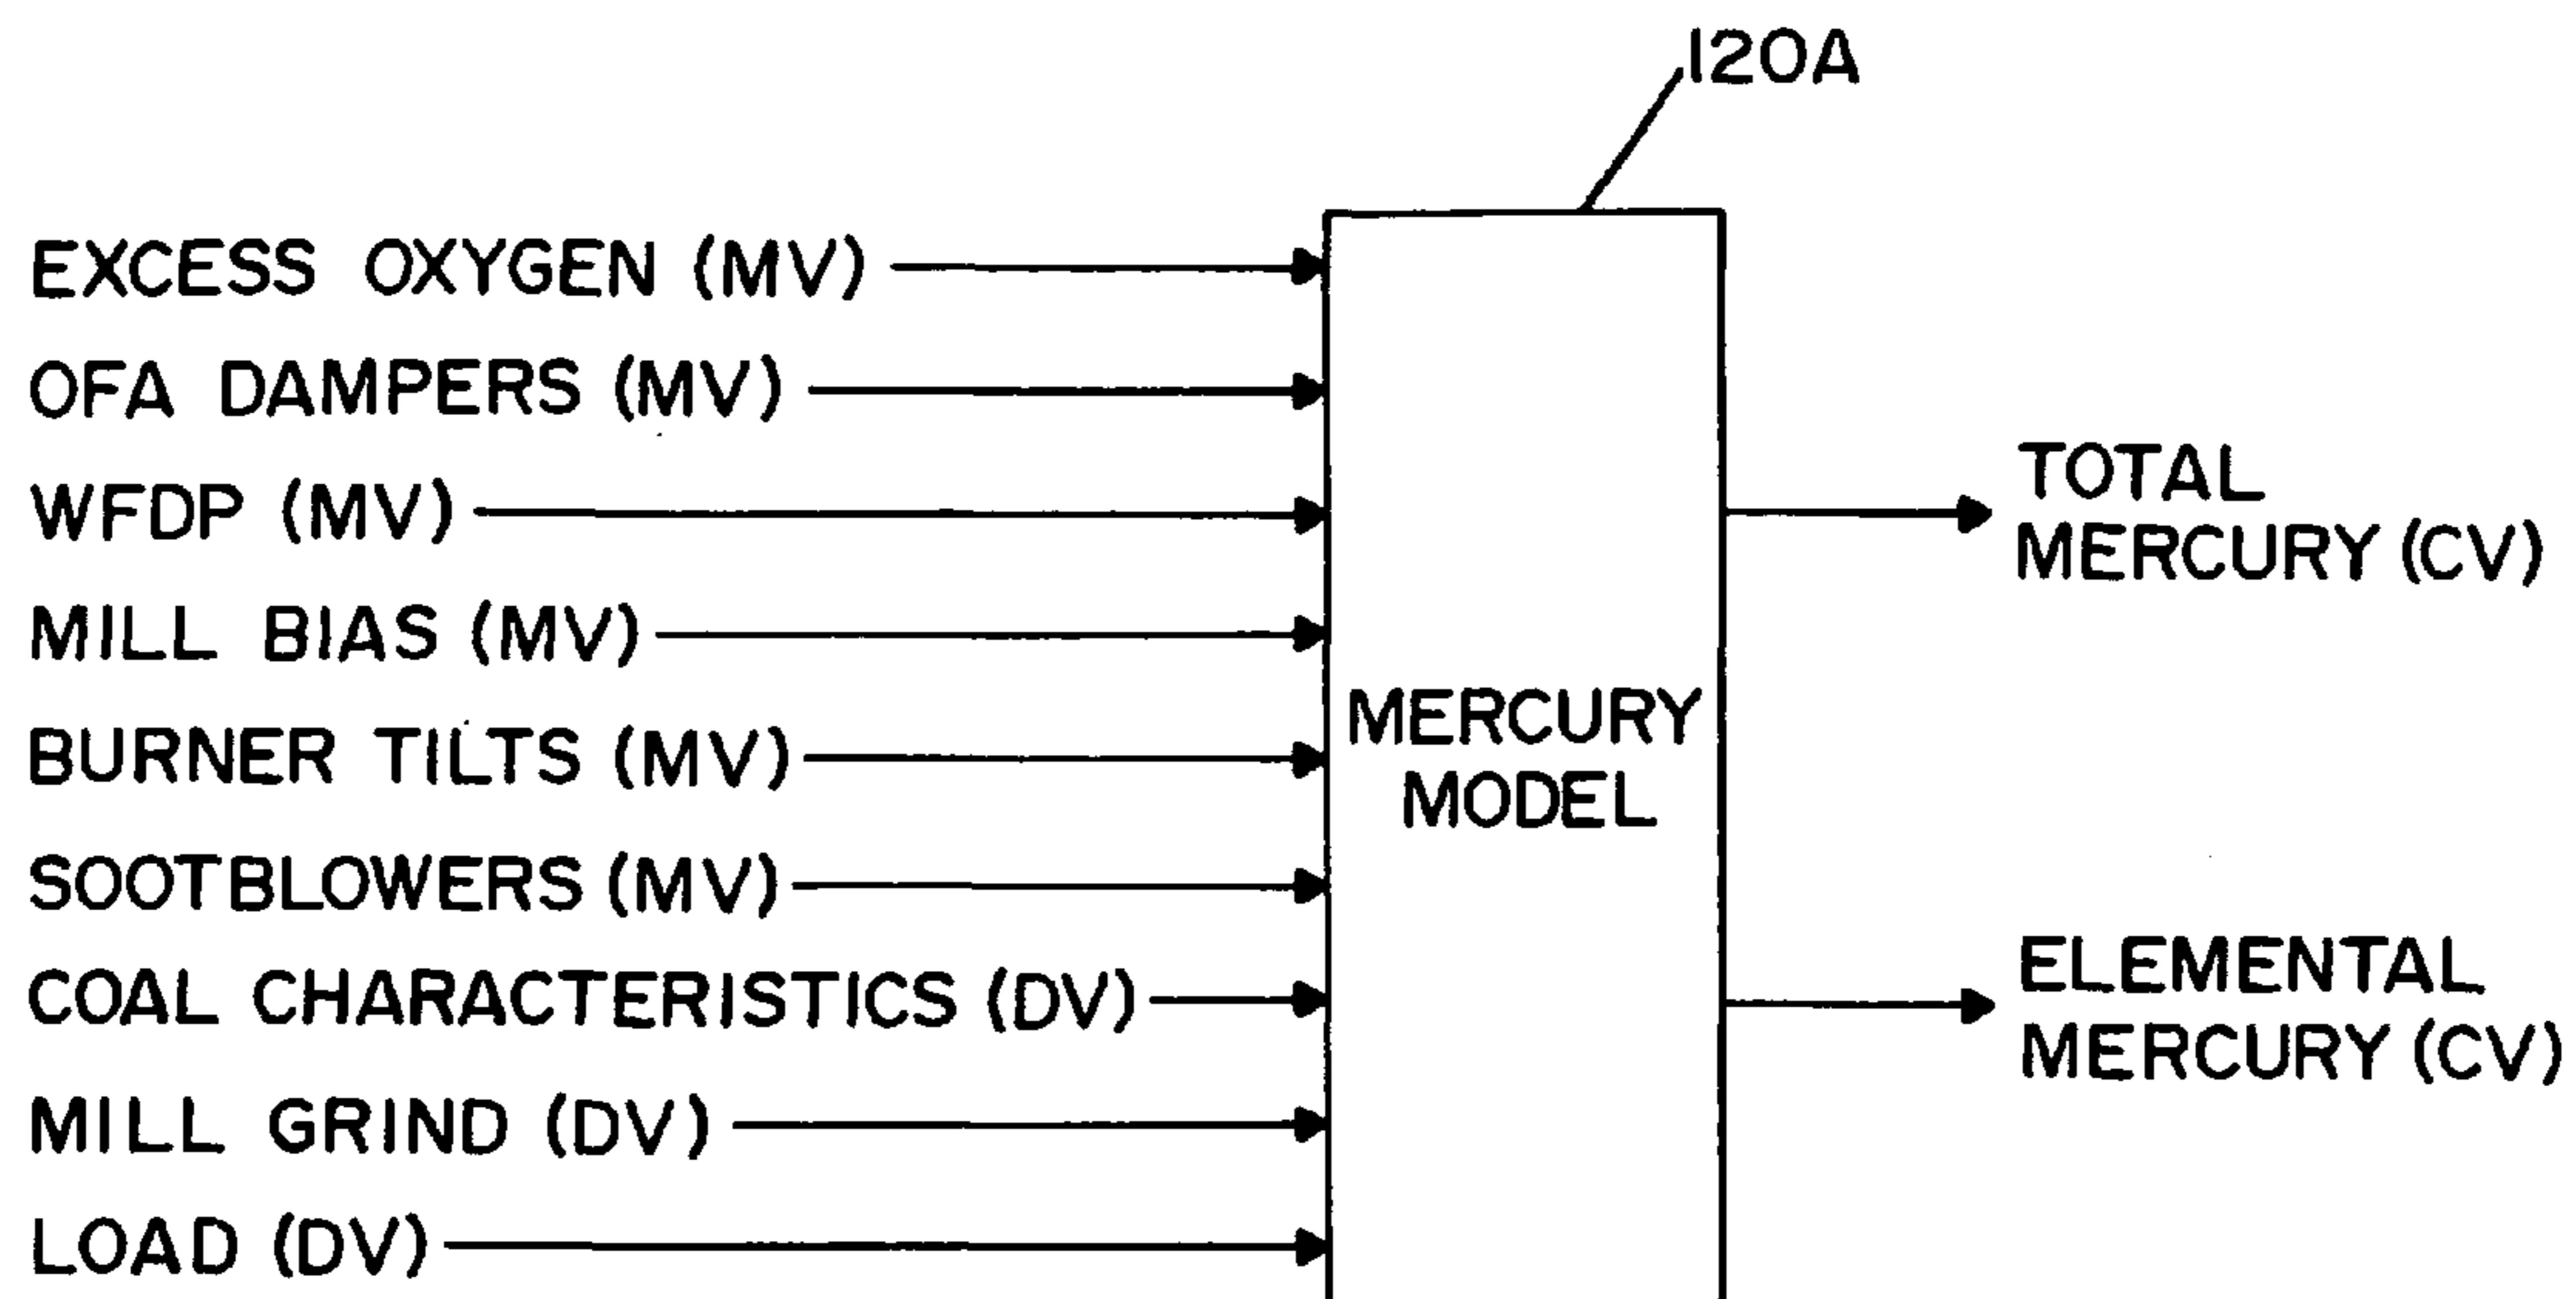 120A
EXCESS OXYGEN (MV)
OFA DAMPERS (MV)
WFDP (MV)
MILL BIAS (MV)
BURNER TILTS (MV)
SOOTBLOWERS (MV)
COAL CHARACTERISTICS (DV)
MILL GRIND (DV)
LOAD (DV)
MERCURY
MODEL
TOTAL
MERCURY (CV)
ELEMENTAL
MERCURY (CV)